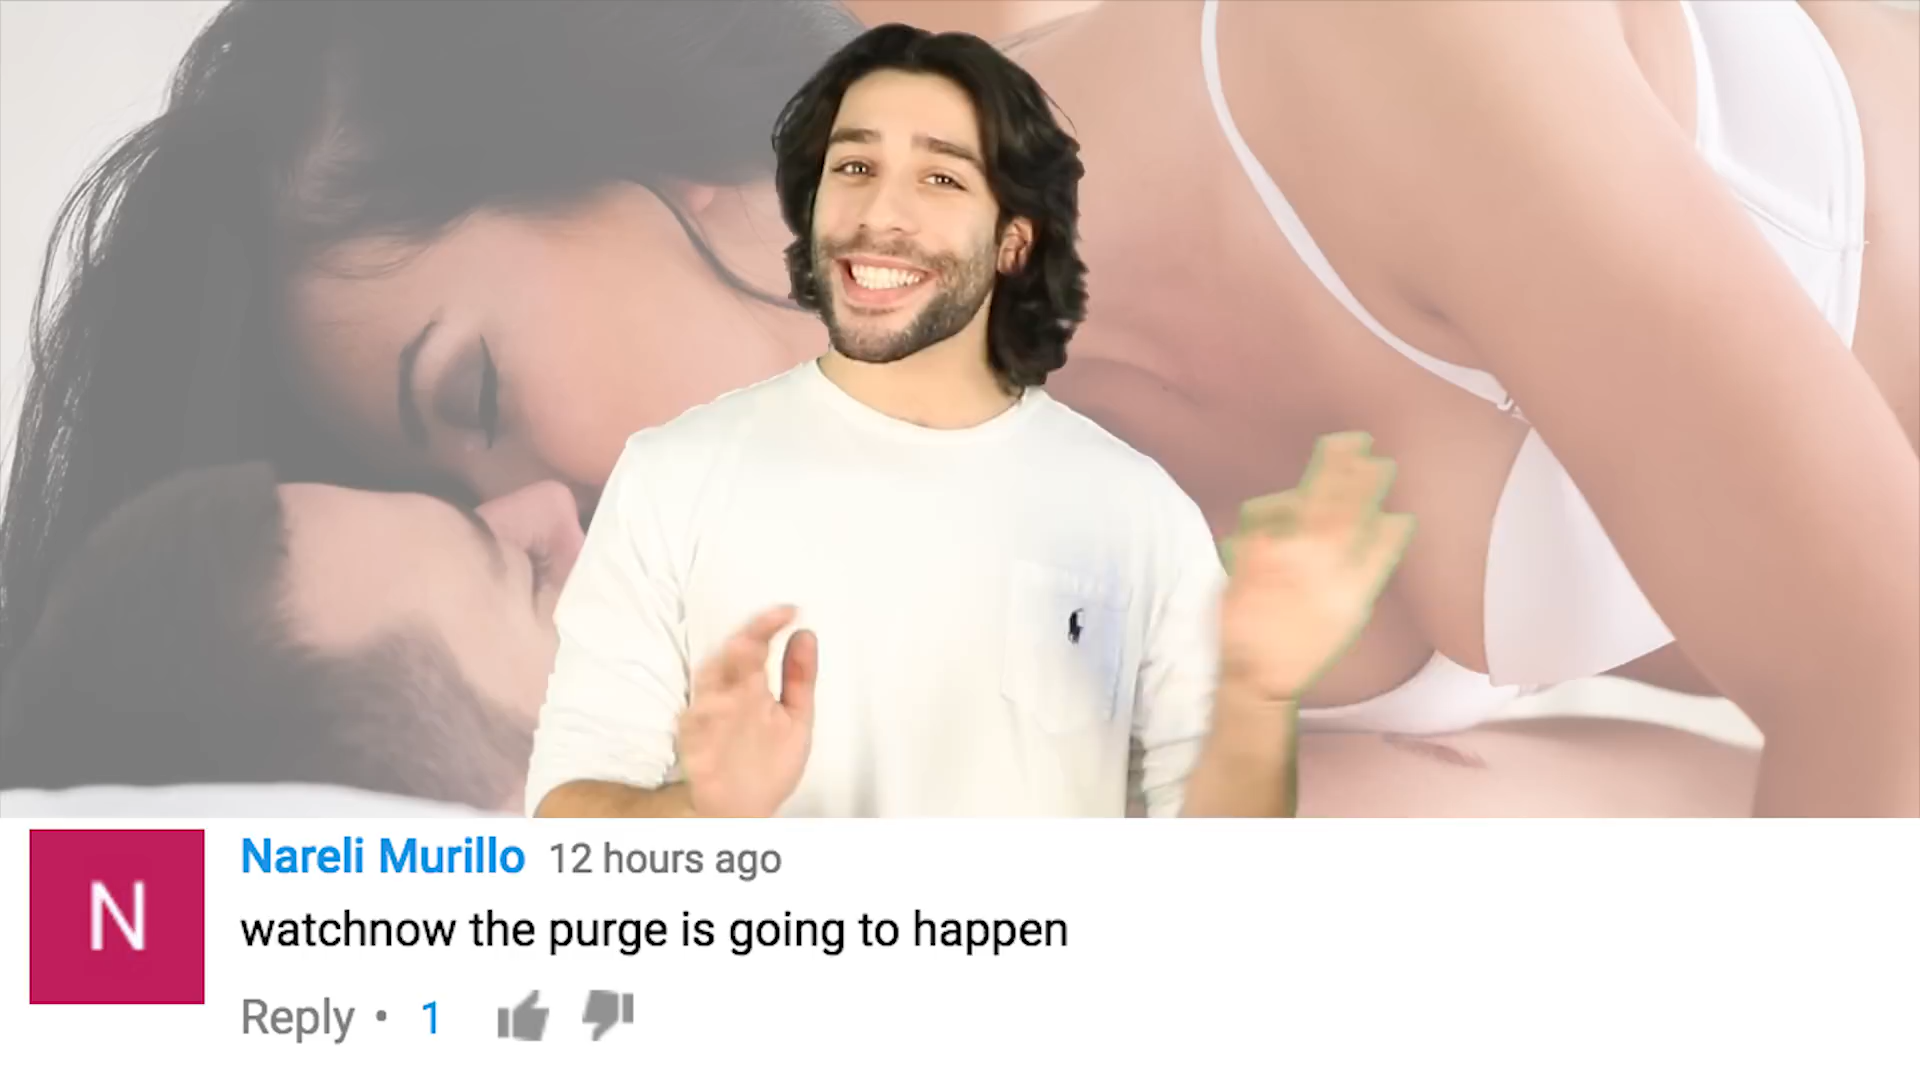 N
Nareli Murillo 12 hours ago
watchnow the purge is going to happen
Reply • 1